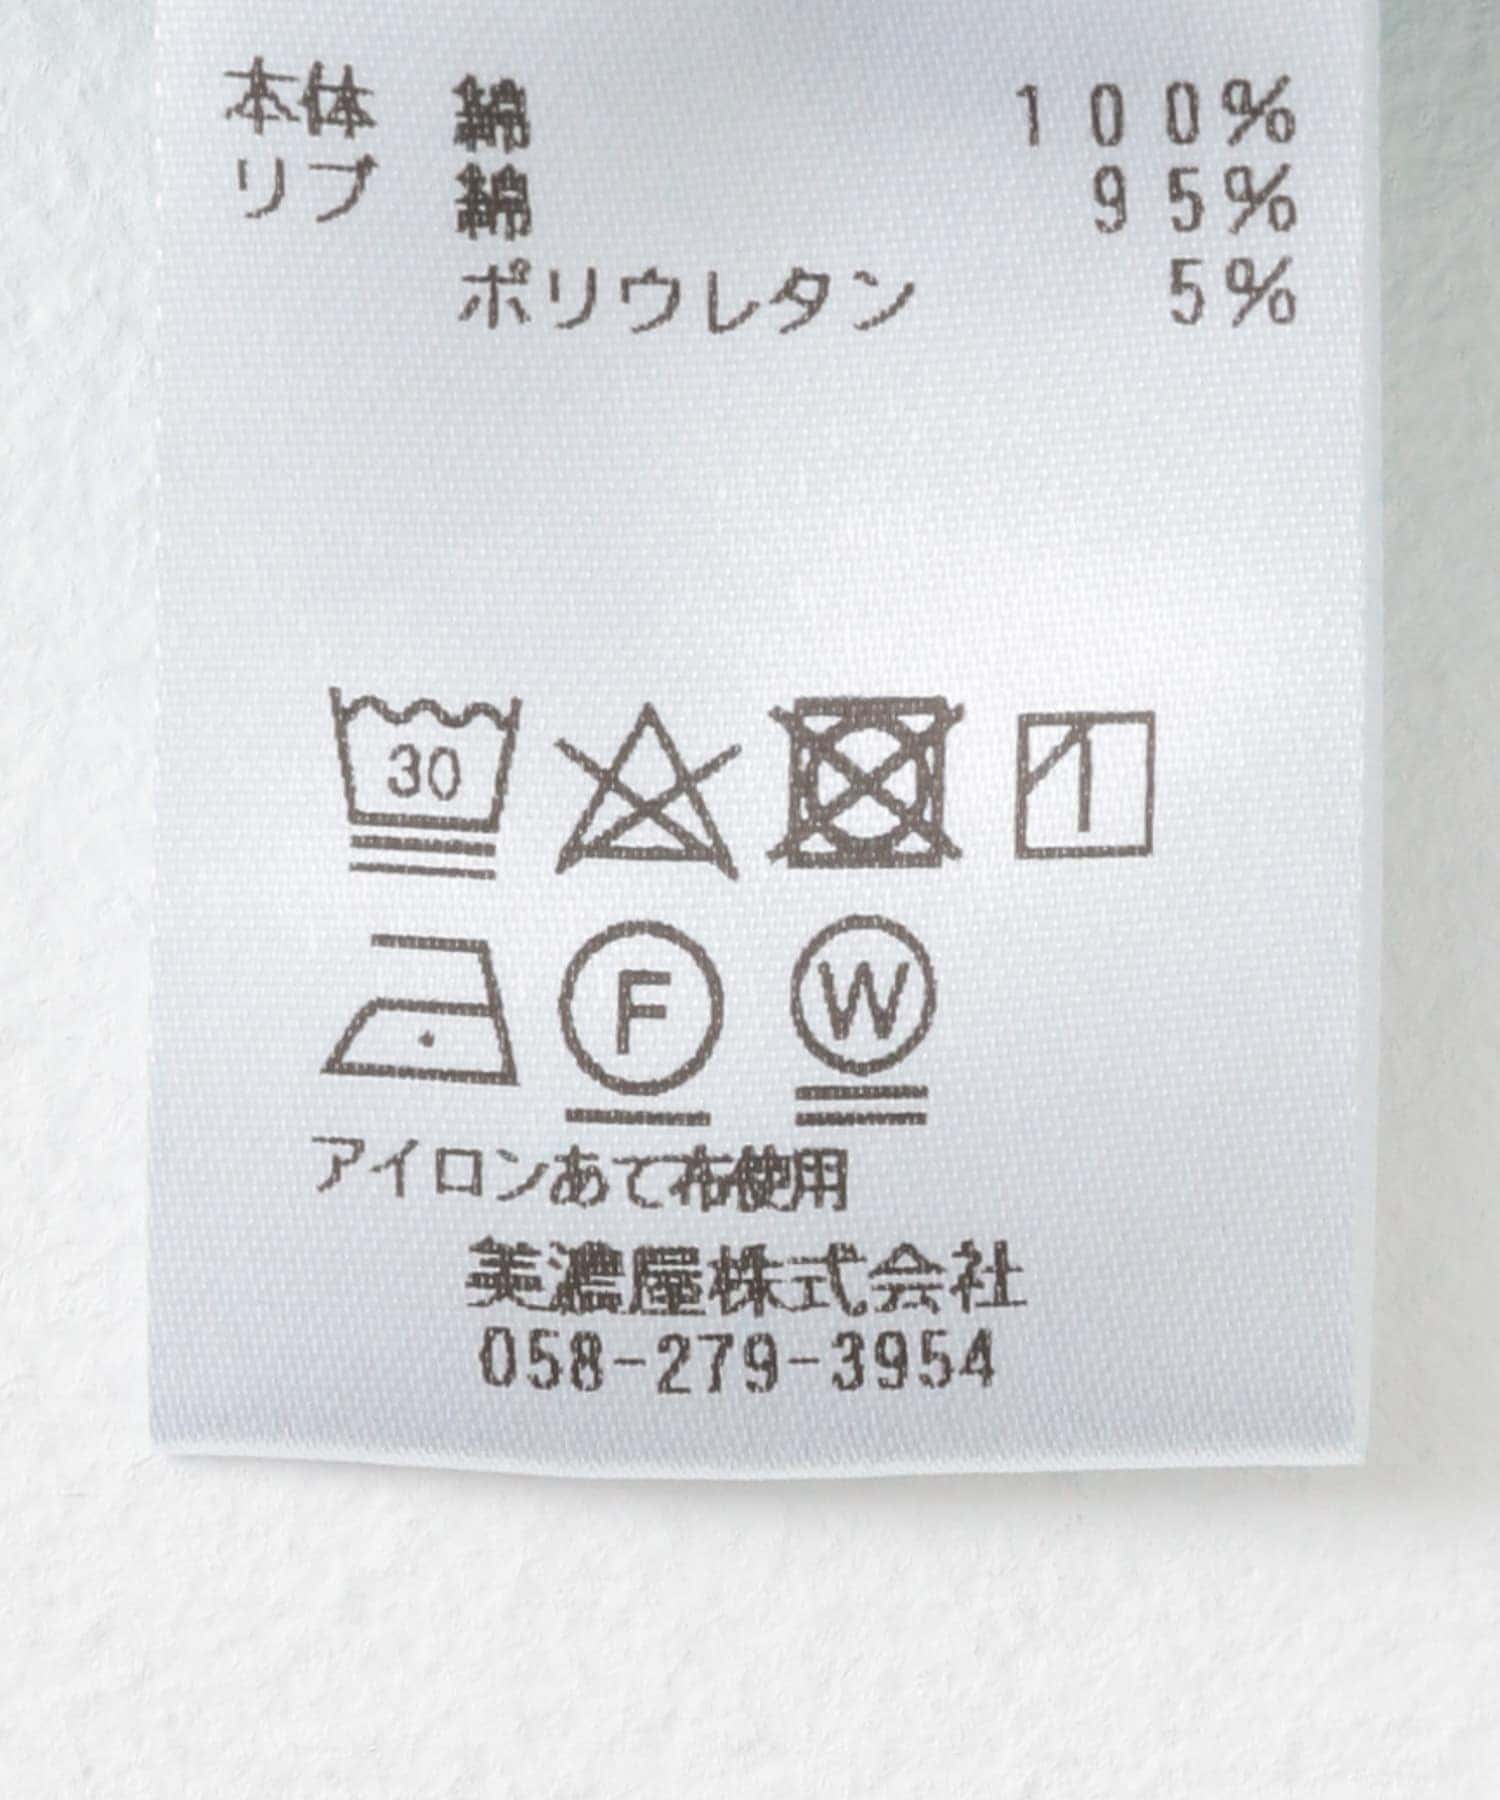 本体 綿 100%
リブ 綿 95%
ポリウレタン 5%
30
F W
アイロンあて布使用
美濃屋株式会社
058-279-3954